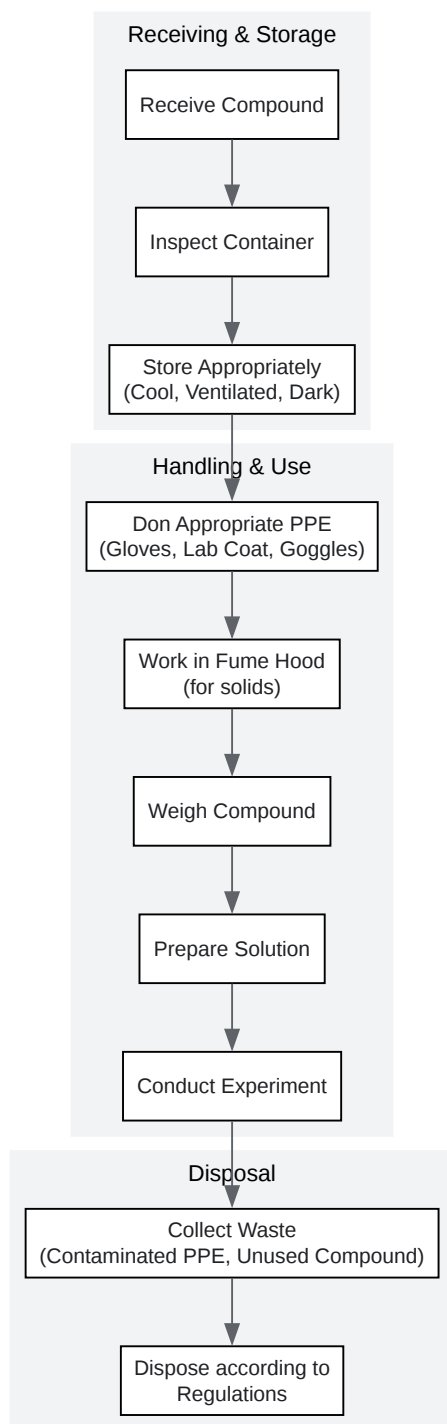 Receiving & Storage
Receive Compound
Inspect Container
Store Appropriately
(Cool, Ventilated, Dark)
Handling & Use
Don Appropriate PPE
(Gloves, Lab Coat, Goggles)
Work in Fume Hood
(for solids)
Weigh Compound
Prepare Solution
Conduct Experiment
Disposal
Collect Waste
(Contaminated PPE, Unused Compound)
Dispose according to
Regulations